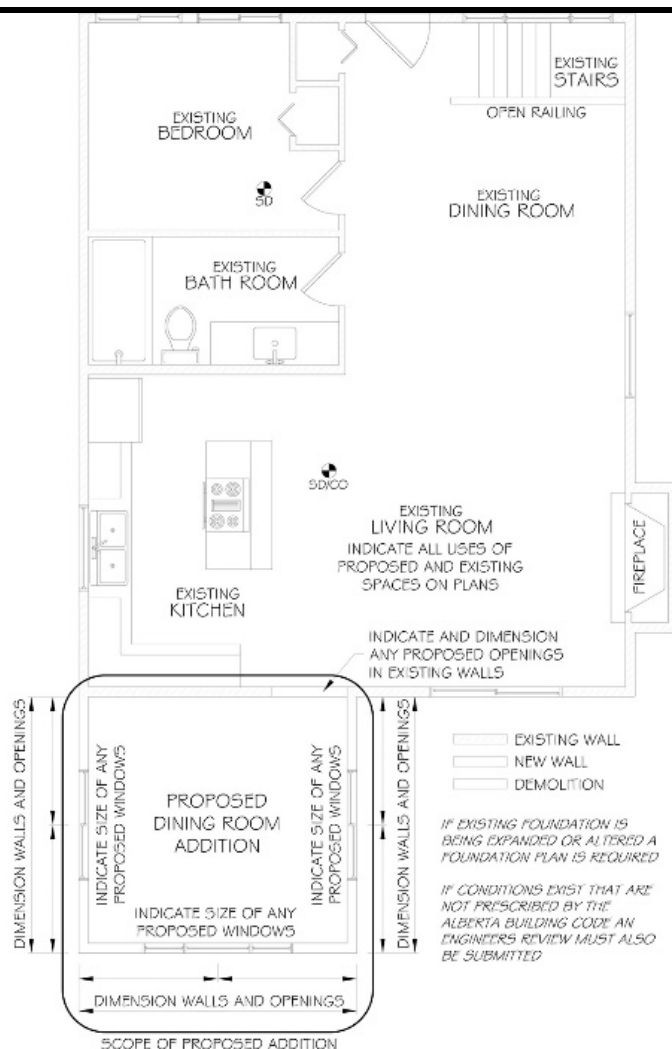 EXISTING
BEDROOM
SD
EXISTING
STAIRS
OPEN RAILING
EXISTING
DINING ROOM
EXISTING
BATH ROOM
SD/CO
EXISTING
LIVING ROOM
INDICATE ALL USES OF
PROPOSED AND EXISTING
SPACES ON PLANS
FIREPLACE
EXISTING
KITCHEN
INDICATE AND DIMENSION
ANY PROPOSED OPENINGS
IN EXISTING WALLS
DIMENSION WALLS AND OPENINGS
INDICATE SIZE OF ANY
PROPOSED WINDOWS
PROPOSED
DINING ROOM
ADDITION
INDICATE SIZE OF ANY
PROPOSED WINDOWS
DIMENSION WALLS AND OPENINGS
INDICATE SIZE OF ANY
PROPOSED WINDOWS
DIMENSION WALLS AND OPENINGS
SCOPE OF PROPOSED ADDITION
EXISTING WALL
NEW WALL
DEMOLITION
IF EXISTING FOUNDATION IS
BEING EXPANDED OR ALTERED A
FOUNDATION PLAN IS REQUIRED
IF CONDITIONS EXIST THAT ARE
NOT PRESCRIBED BY THE
ALBERTA BUILDING CODE AN
ENGINEERS REVIEW MUST ALSO
BE SUBMITTED